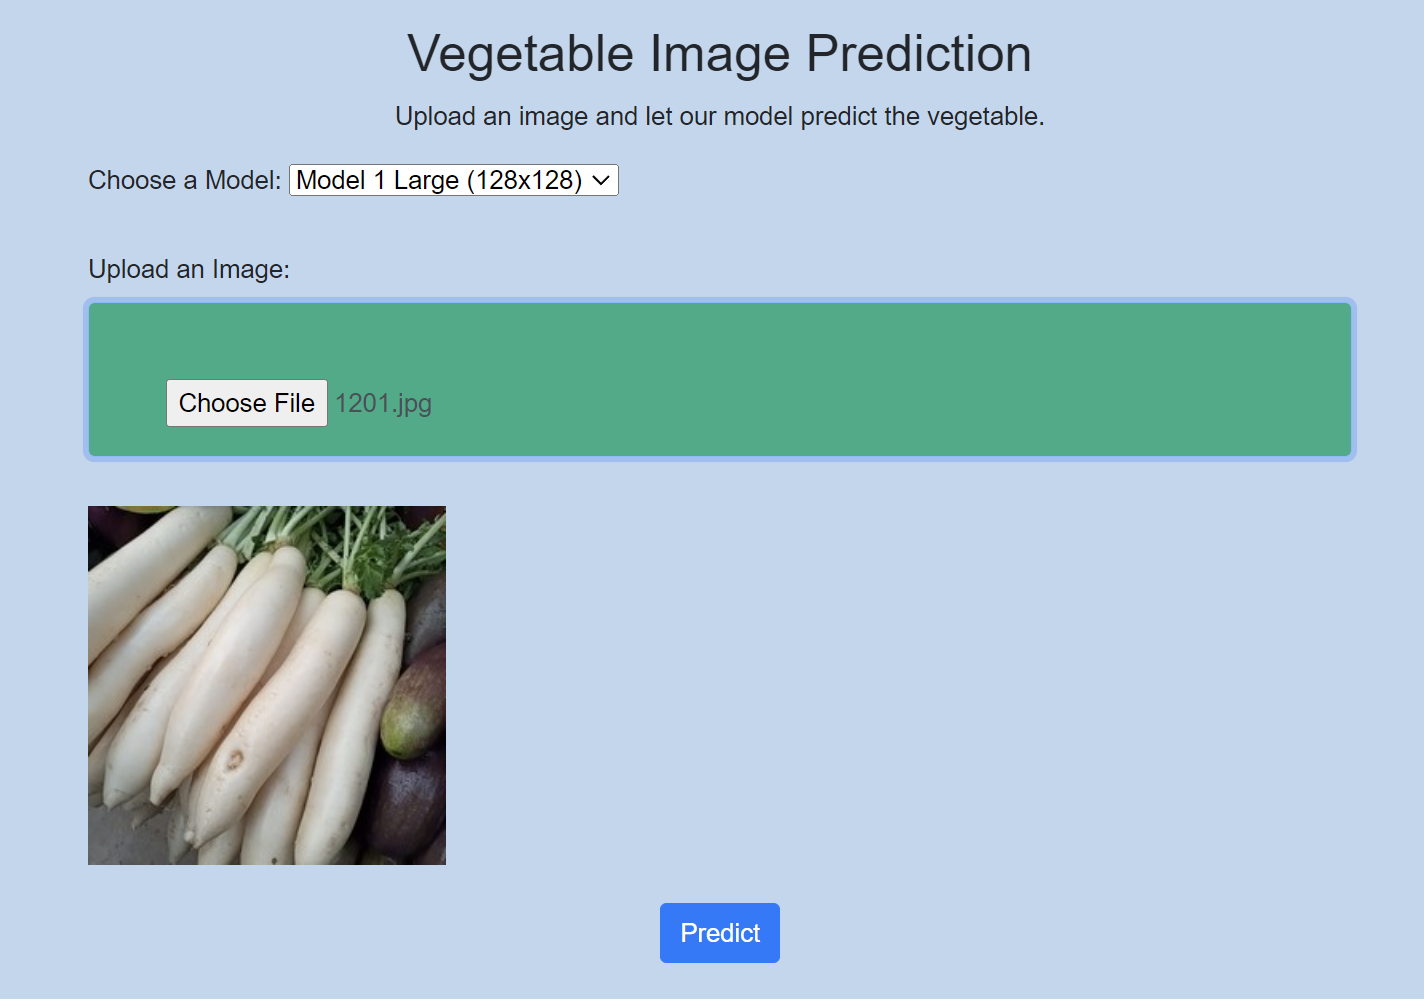 Vegetable Image Prediction
Upload an image and let our model predict the vegetable.
Choose a Model: Model 1 Large (128x128)
Upload an Image:
Choose File 1201.jpg
Predict